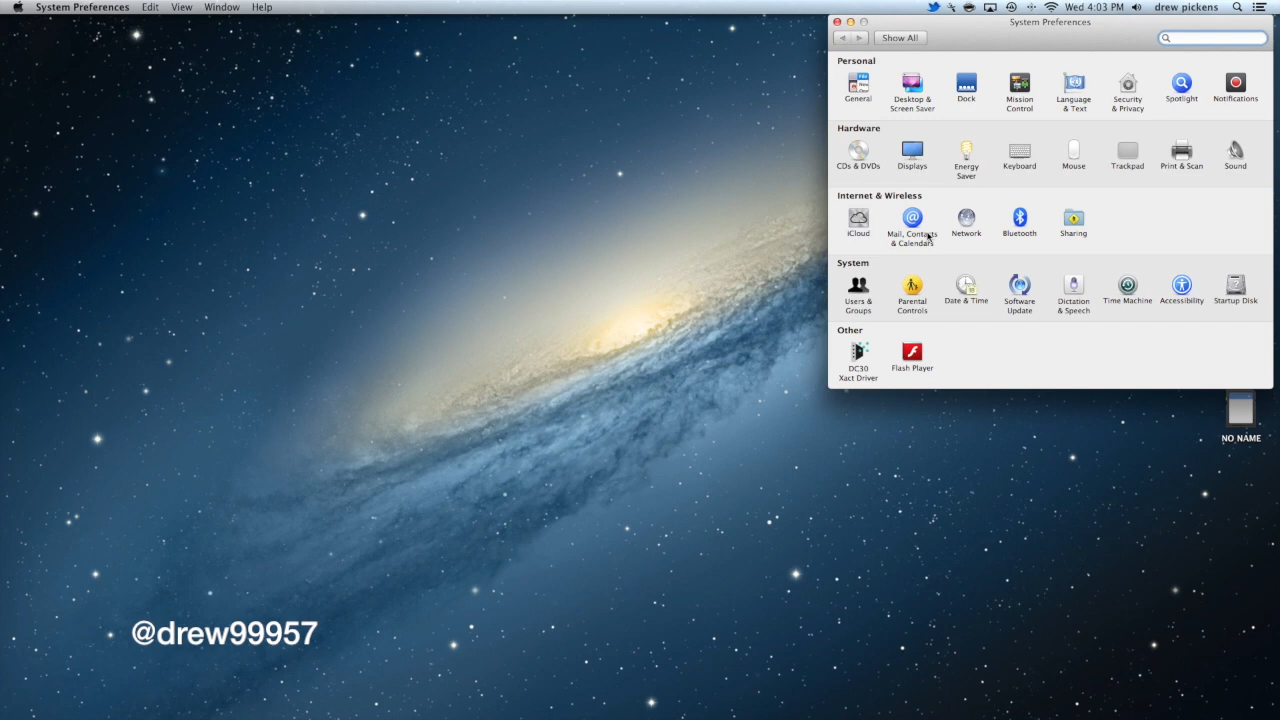 System Preferences Edit View Window Help Wed 4:03 PM drew pickens
System Preferences
Show All
Personal
General
Desktop & Screen Saver
Dock
Mission Control
Language & Text
Security & Privacy
Spotlight
Notifications
Hardware
CDs & DVDs
Displays
Energy Saver
Keyboard
Mouse
Trackpad
Print & Scan
Sound
Internet & Wireless
iCloud
Mail, Contacts & Calendars
Network
Bluetooth
Sharing
System
Users & Groups
Parental Controls
Date & Time
Software Update
Dictation & Speech
Time Machine
Accessibility
Startup Disk
Other
DC30 Xact Driver
Flash Player
NO NAME
@drew99957